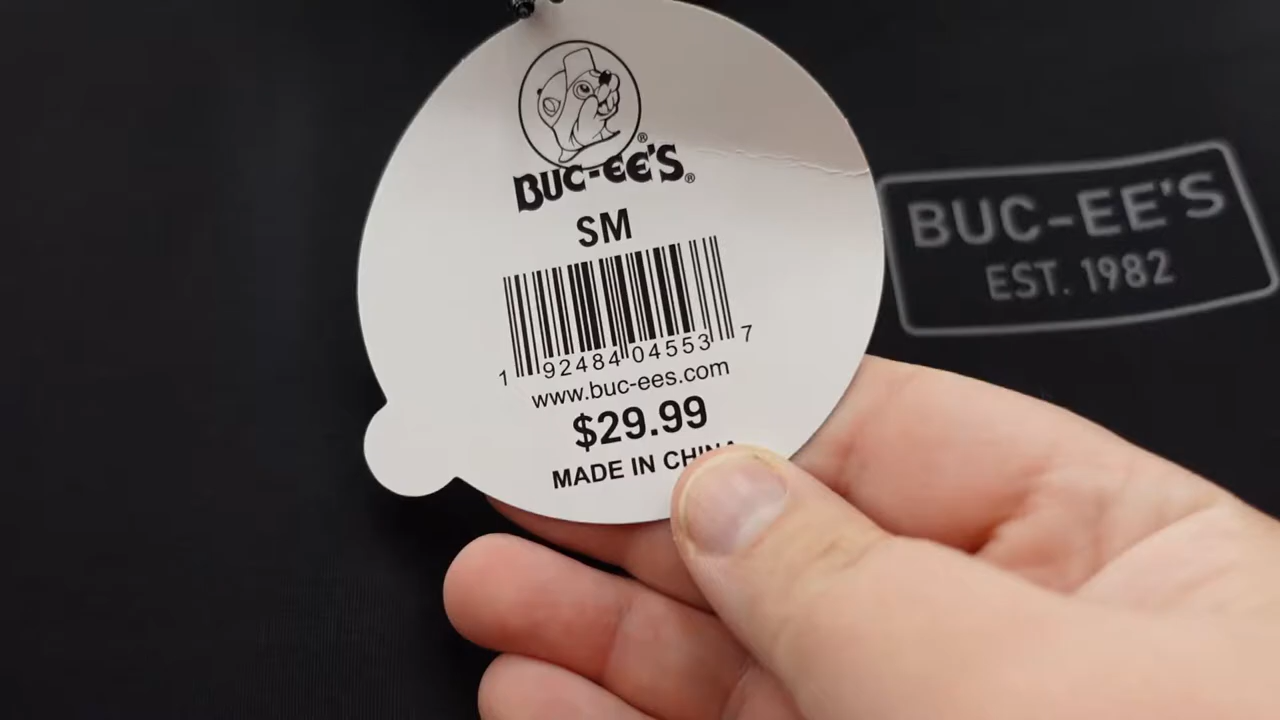 BUC-EE'S®
SM
1 92484 04553 7
www.buc-ees.com
$29.99
MADE IN CHINA
BUC-EE'S
EST. 1982